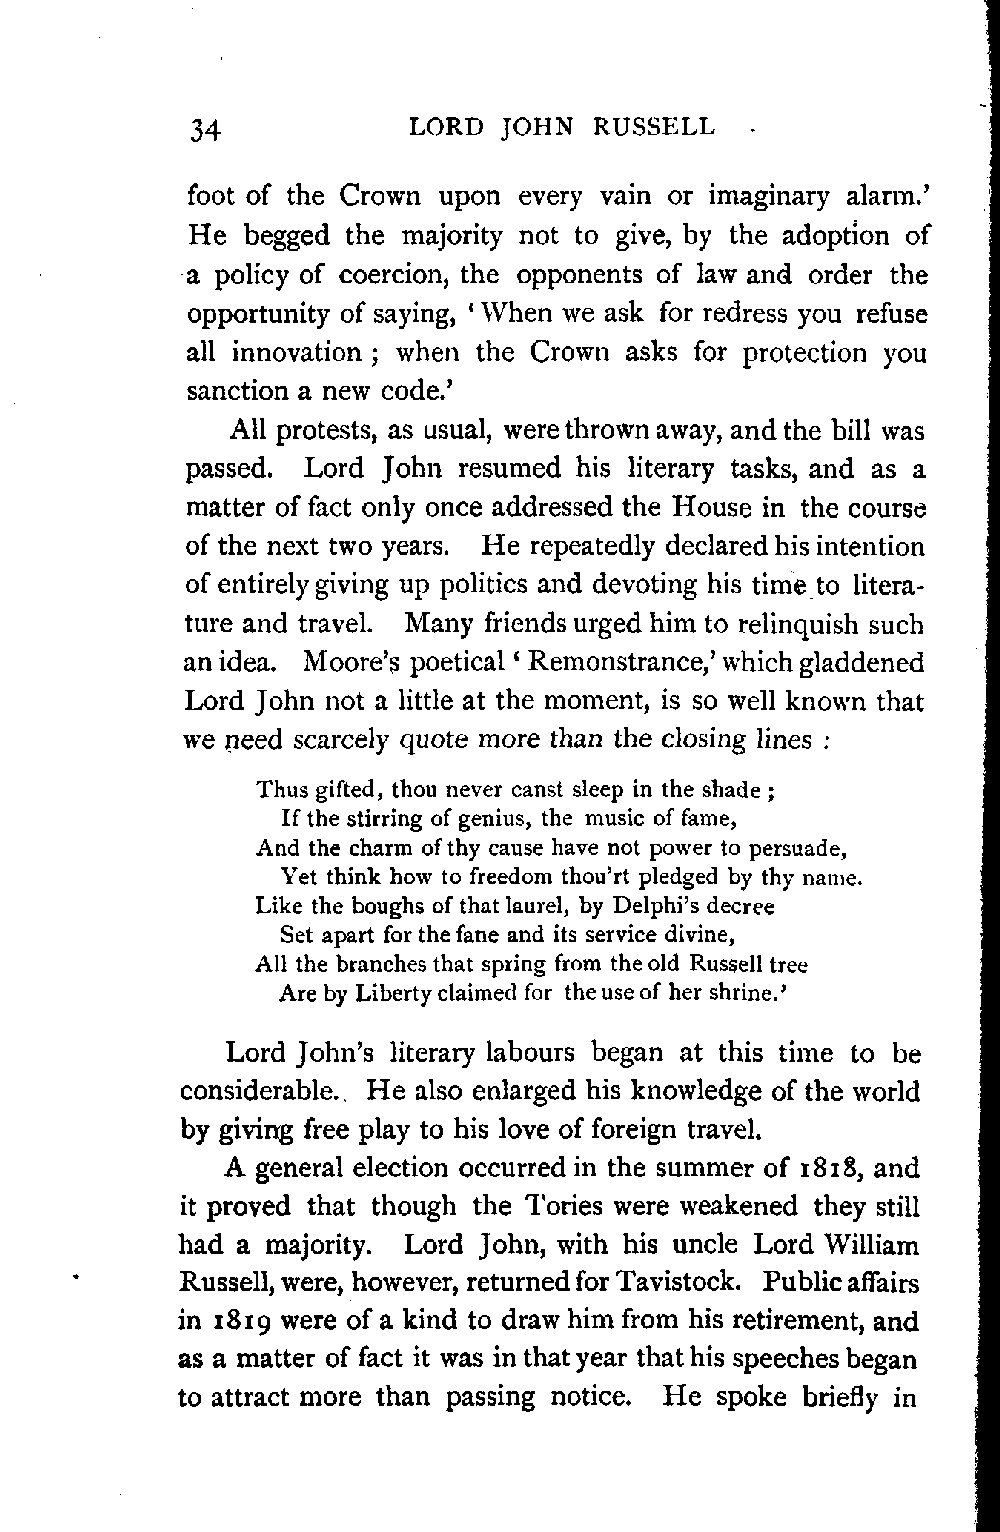 34 LORD JOHN RUSSELL
foot of the Crown upon every vain or imaginary alarm.’
He begged the majority not to give, by the adoption of
a policy of coercion, the opponents of law and order the
opportunity of saying, ‘ When we ask for redress you refuse
all innovation ; when the Crown asks for protection you
sanction a new code.’
All protests, as usual, were thrown away, and the bill was
passed. Lord John resumed his literary tasks, and as a
matter of fact only once addressed the House in the course
of the next two years. He repeatedly declared his intention
of entirely giving up politics and devoting his time to litera-
ture and travel. Many friends urged him to relinquish such
an idea. Moore’s poetical ‘ Remonstrance,’ which gladdened
Lord John not a little at the moment, is so well known that
we need scarcely quote more than the closing lines :
Thus gifted, thou never canst sleep in the shade ;
If the stirring of genius, the music of fame,
And the charm of thy cause have not power to persuade,
Yet think how to freedom thou’rt pledged by thy name.
Like the boughs of that laurel, by Delphi’s decree
Set apart for the fane and its service divine,
All the branches that spring from the old Russell tree
Are by Liberty claimed for the use of her shrine.’
Lord John’s literary labours began at this time to be
considerable. He also enlarged his knowledge of the world
by giving free play to his love of foreign travel.
A general election occurred in the summer of 1818, and
it proved that though the Tories were weakened they still
had a majority. Lord John, with his uncle Lord William
Russell, were, however, returned for Tavistock. Public affairs
in 1819 were of a kind to draw him from his retirement, and
as a matter of fact it was in that year that his speeches began
to attract more than passing notice. He spoke briefly in